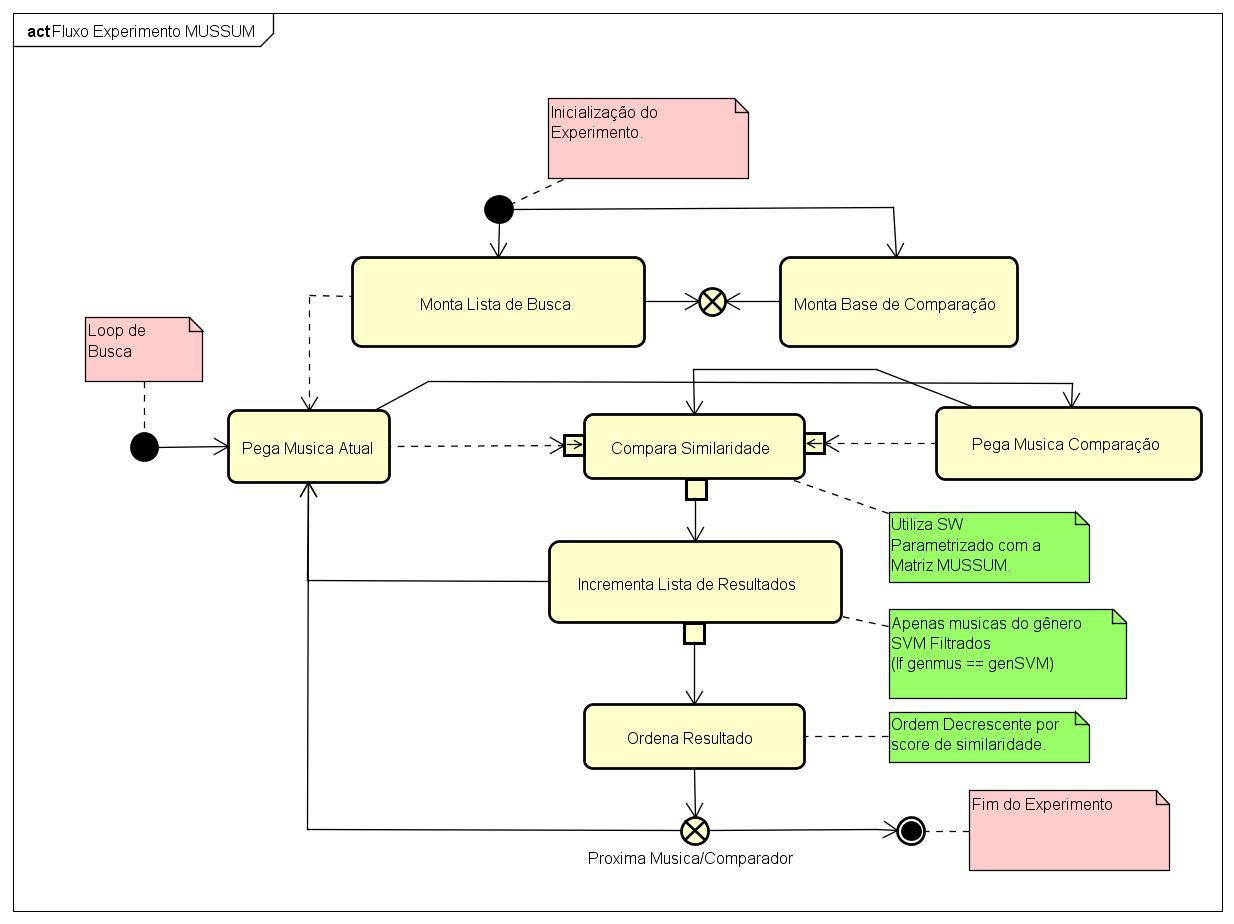 act Fluxo Experimento MUSSUM
Inicialização do
Experimento.
Monta Lista de Busca
Monta Base de Comparação
Loop de
Busca
Pega Musica Atual
Compara Similaridade
Pega Musica Comparação
Utiliza SW
Parametrizado com a
Matriz MUSSUM.
Incrementa Lista de Resultados
Apenas musicas do gênero
SVM Filtrados
(If genmus == genSVM)
Ordena Resultado
Ordem Decrescente por
score de similaridade.
Fim do Experimento
Proxima Musica/Comparador